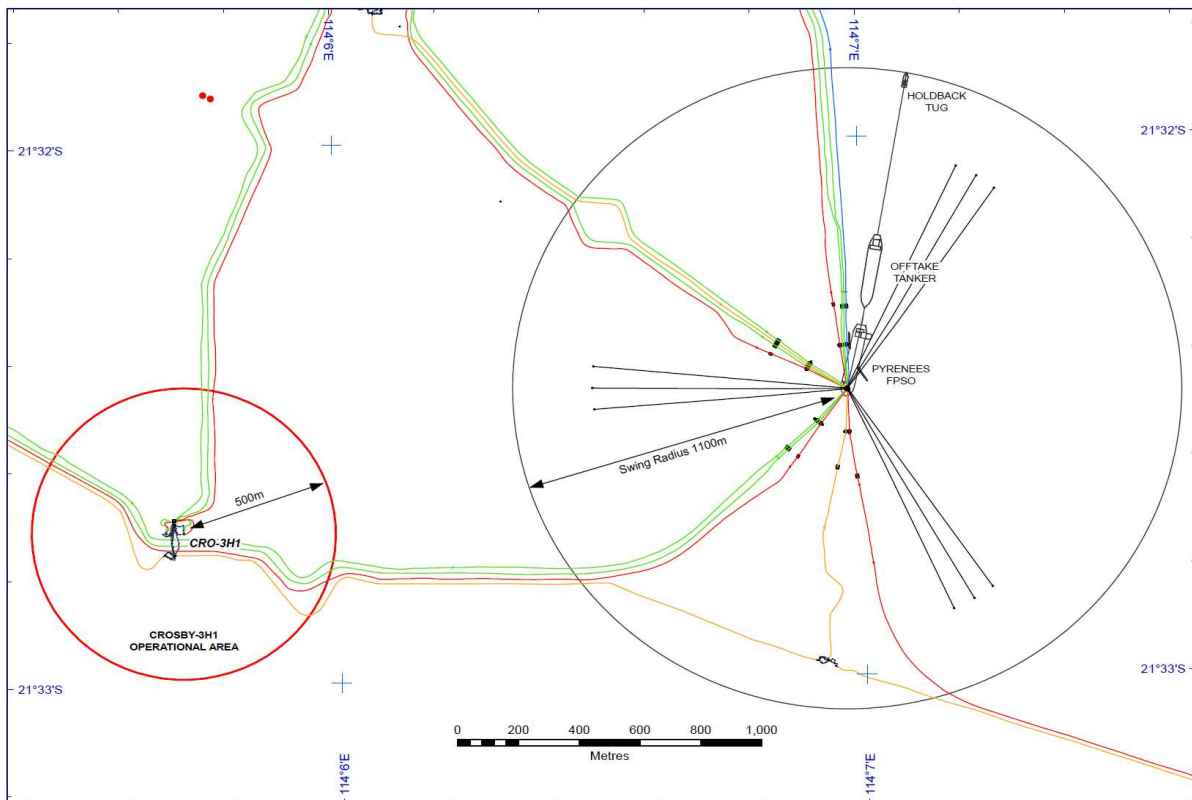 114°6'E
114°7'E
HOLDBACK
TUG
21°32'S
21°32'S
OFFTAKE
TANKER
PYRENEES
FPSO
Swing Radius 1100m
500m
CRO-3H1
CROSBY-3H1
OPERATIONAL AREA
21°33'S
21°33'S
0 200 400 600 800 1,000
Metres
114°6'E
114°7'E